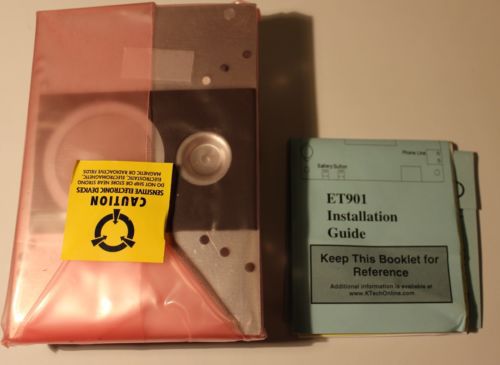 CAUTION
SENSITIVE ELECTRONIC DEVICES
DO NOT SHIP OR STORE NEAR STRONG
ELECTROSTATIC, ELECTROMAGNETIC,
MAGNETIC OR RADIOACTIVE FIELDS
Phone Line
A
B
Battery Button
ET901
Installation
Guide
Keep This Booklet for
Reference
Additional information is available at
www.KTechOnline.com